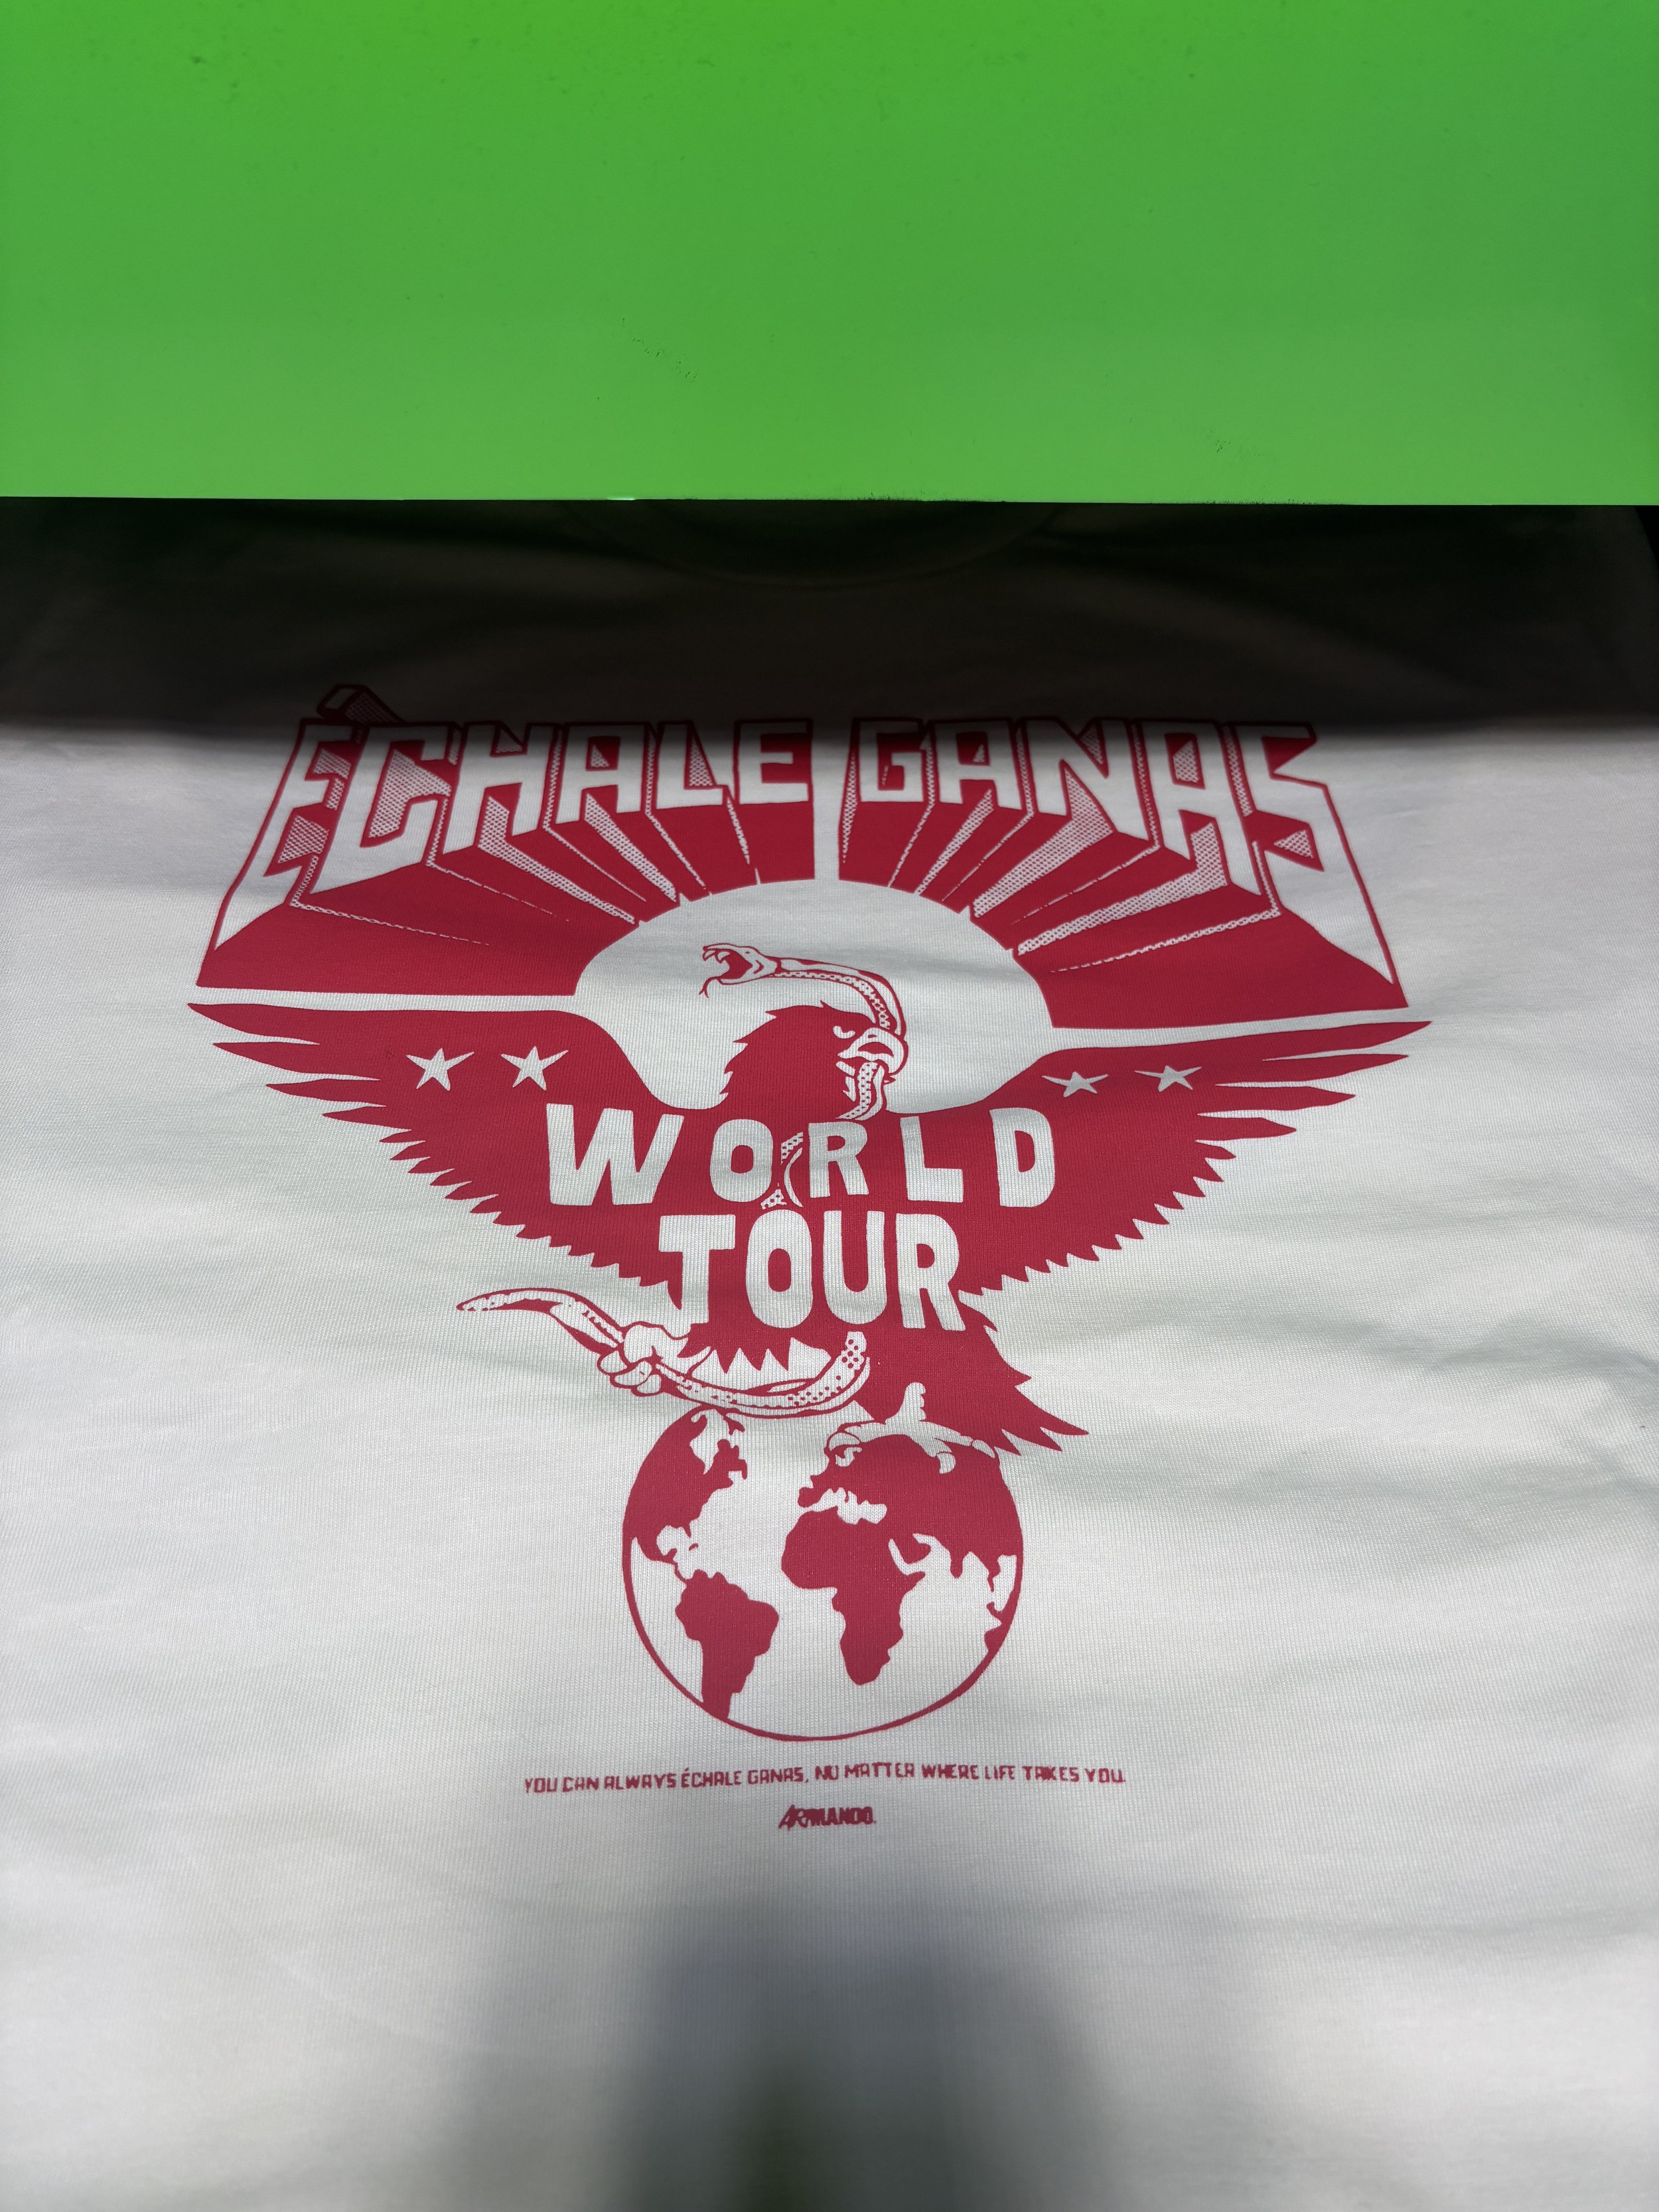 ÉCHALE GANAS
WORLD
TOUR
YOU CAN ALWAYS ÉCHALE GANAS, NO MATTER WHERE LIFE TAKES YOU.
ARMANDO.